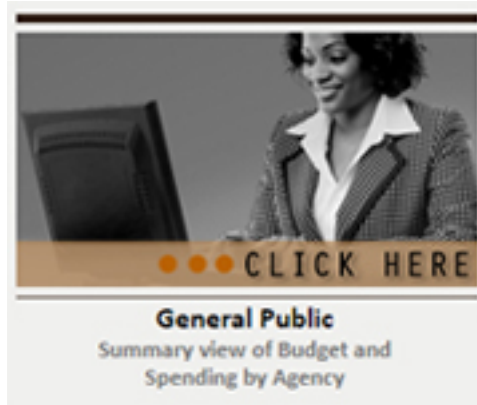 CLICK HERE
General Public
Summary view of Budget and
Spending by Agency